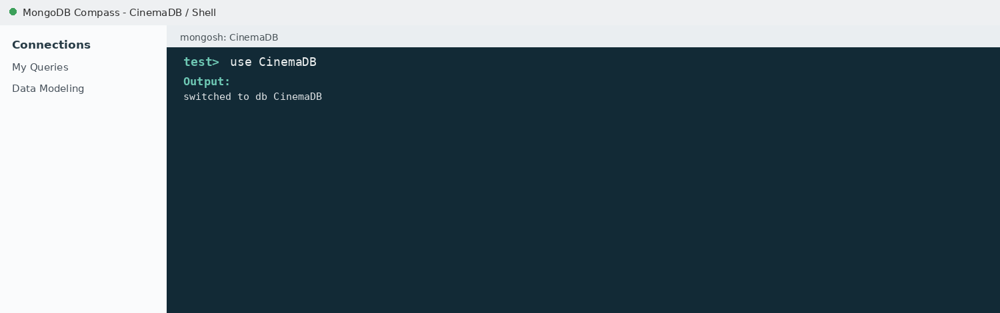 MongoDB Compass - CinemaDB / Shell
Connections
My Queries
Data Modeling
mongosh: CinemaDB
test> use CinemaDB
Output:
switched to db CinemaDB